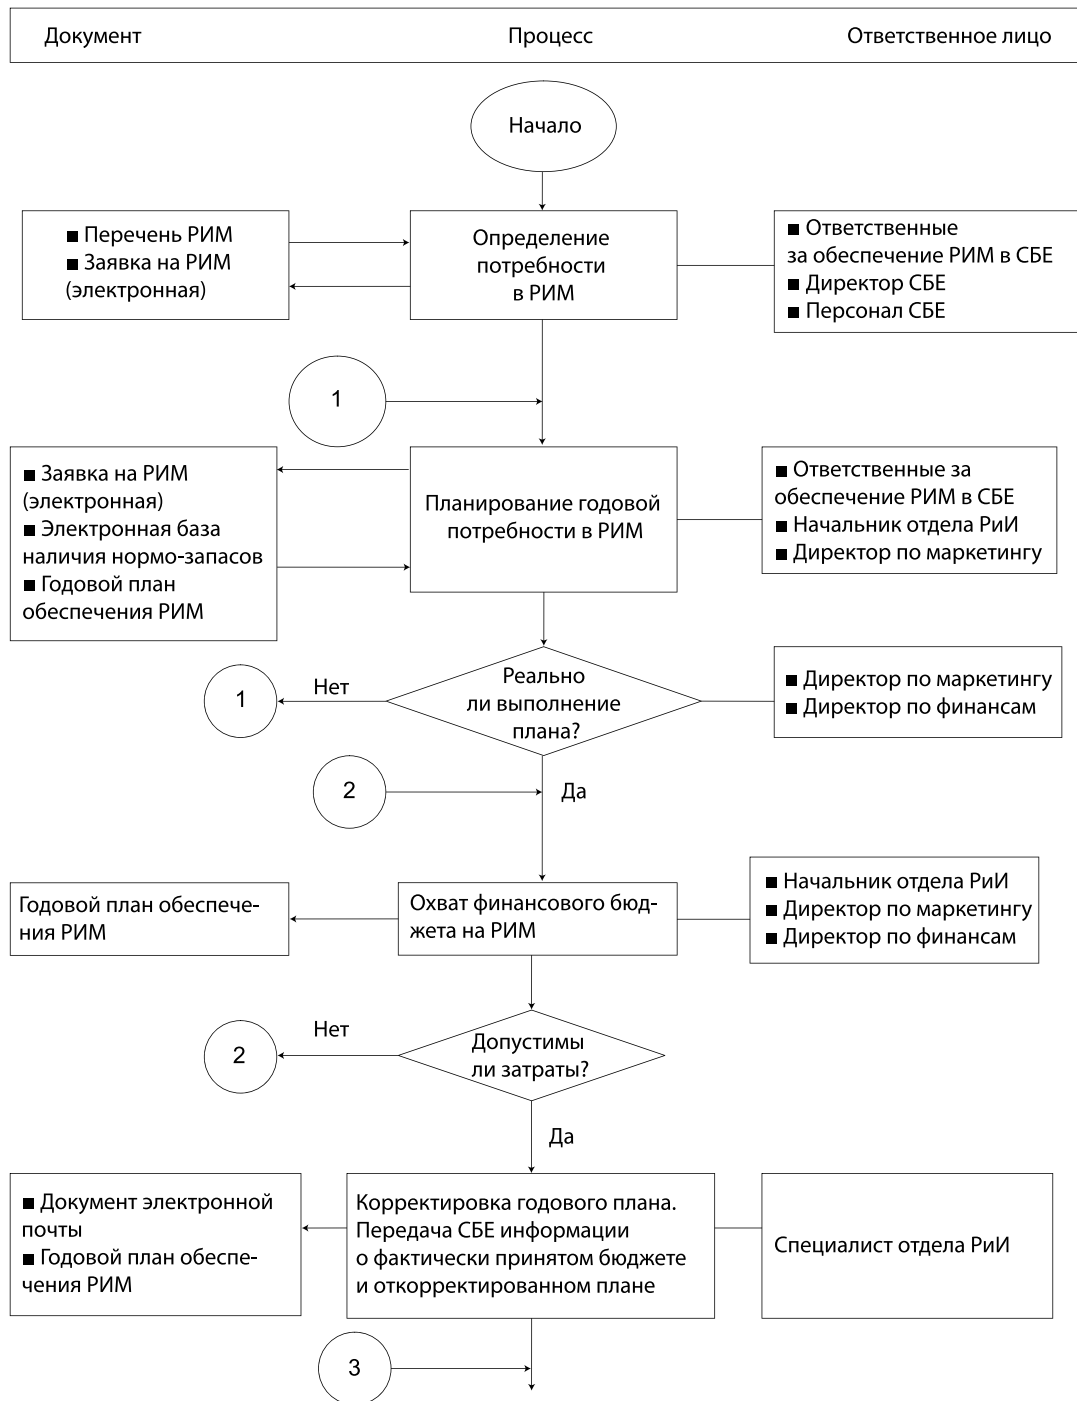 Документ
Процесс
Ответственное лицо
Начало
■ Перечень РИМ
■ Заявка на РИМ
(электронная)
Определение
потребности
в РИМ
■ Ответственные
за обеспечение РИМ в СБЕ
■ Директор СБЕ
■ Персонал СБЕ
1
■ Заявка на РИМ
(электронная)
■ Электронная база
наличия нормо-запасов
■ Годовой план
обеспечения РИМ
Планирование годовой
потребности в РИМ
■ Ответственные за
обеспечение РИМ в СБЕ
■ Начальник отдела РиИ
■ Директор по маркетингу
1
Нет
Реально
ли выполнение
плана?
■ Директор по маркетингу
■ Директор по финансам
2
Да
Годовой план обеспече-
ния РИМ
Охват финансового бюд-
жета на РИМ
■ Начальник отдела РиИ
■ Директор по маркетингу
■ Директор по финансам
2
Нет
Допустимы
ли затраты?
Да
■ Документ электронной
почты
■ Годовой план обеспе-
чения РИМ
Корректировка годового плана.
Передача СБЕ информации
о фактически принятом бюджете
и откорректированном плане
Специалист отдела РиИ
3